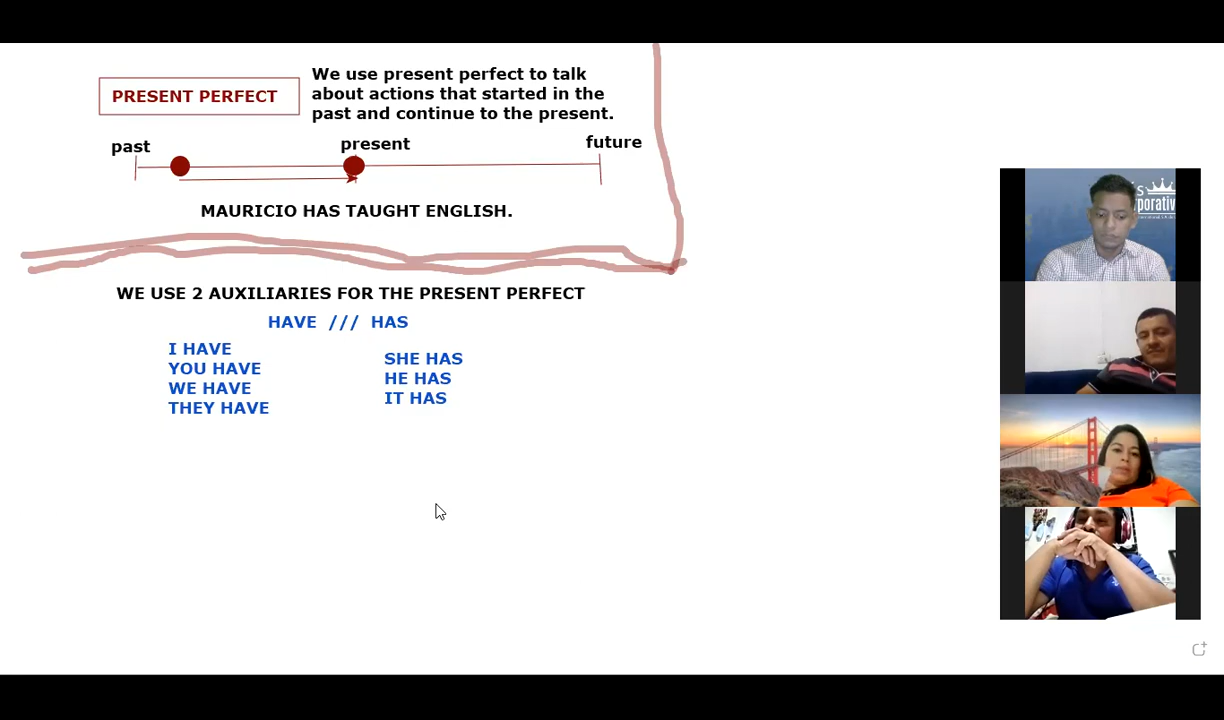 PRESENT PERFECT
We use present perfect to talk
about actions that started in the
past and continue to the present.
past
present
future
MAURICIO HAS TAUGHT ENGLISH.
WE USE 2 AUXILIARIES FOR THE PRESENT PERFECT
HAVE /// HAS
I HAVE
YOU HAVE
WE HAVE
THEY HAVE
SHE HAS
HE HAS
IT HAS